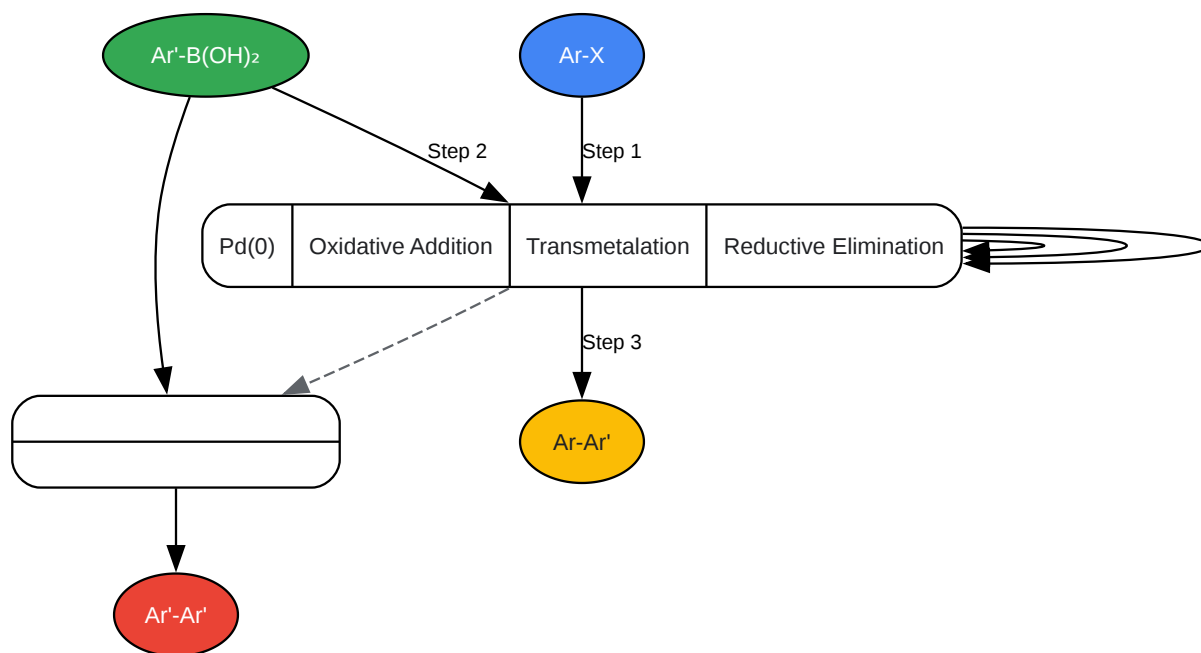 Ar'-B(OH)₂
Ar-X
Step 2
Step 1
Pd(0)
Oxidative Addition
Transmetalation
Reductive Elimination
Step 3
Ar-Ar'
Ar'-Ar'